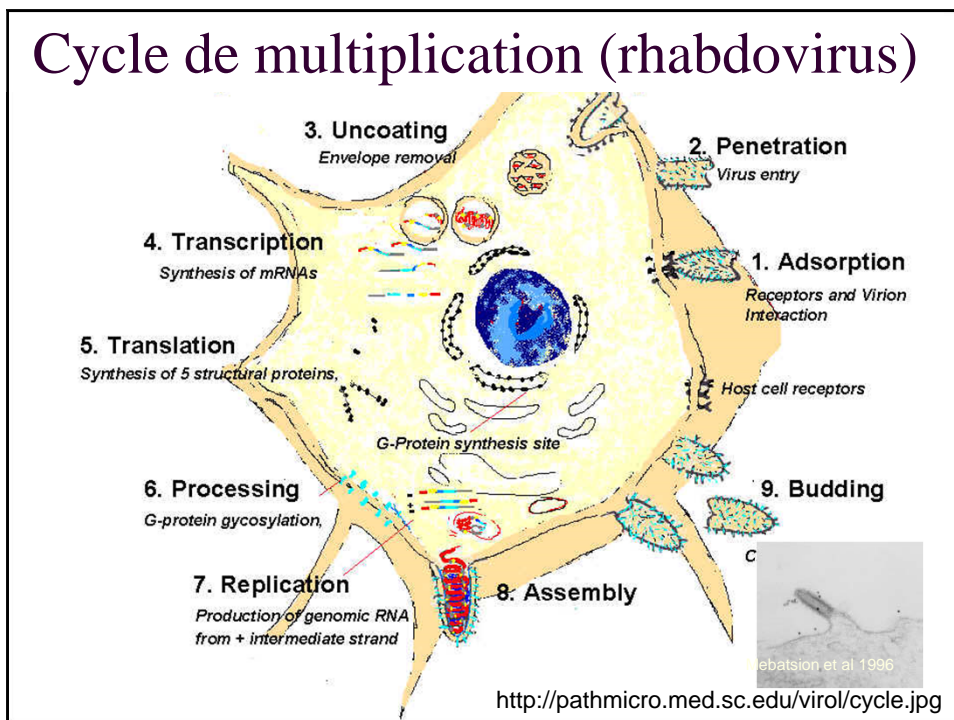 Cycle de multiplication (rhabdovirus)
3. Uncoating
Envelope removal
2. Penetration
Virus entry
4. Transcription
Synthesis of mRNAs
1. Adsorption
Receptors and Virion
Interaction
5. Translation
Synthesis of 5 structural proteins,
Host cell receptors
G-Protein synthesis site
6. Processing
G-protein gycosylation,
9. Budding
C
7. Replication
Production of genomic RNA
from + intermediate strand
8. Assembly
et al 1996
http://pathmicro.med.sc.edu/virol/cycle.jpg